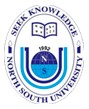 SEEK KNOWLEDGE
1992
N S
NORTH SOUTH UNIVERSITY